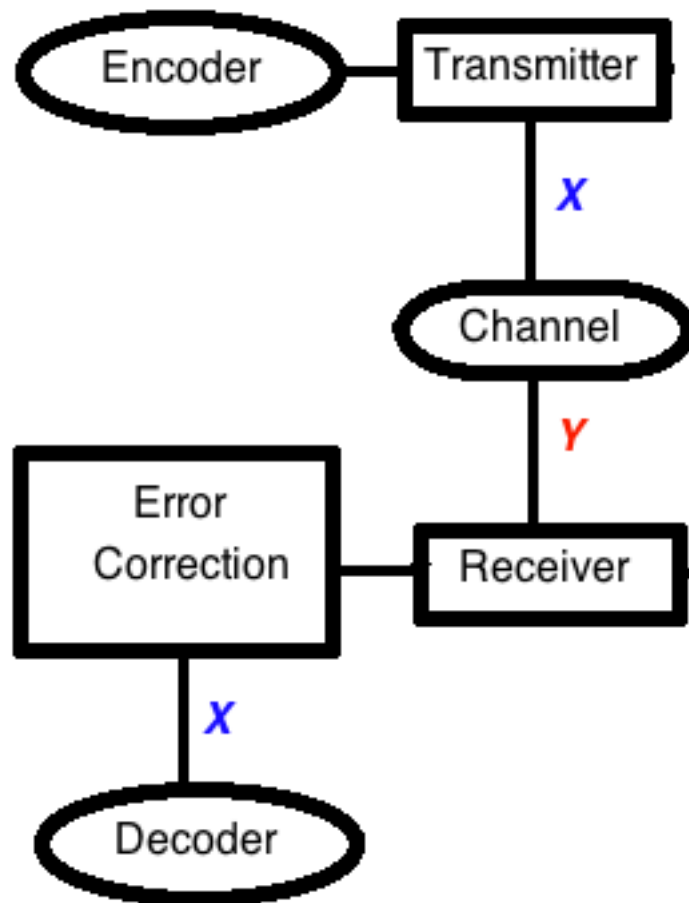 Encoder
Transmitter
X
Channel
Y
Error
Correction
Receiver
X
Decoder